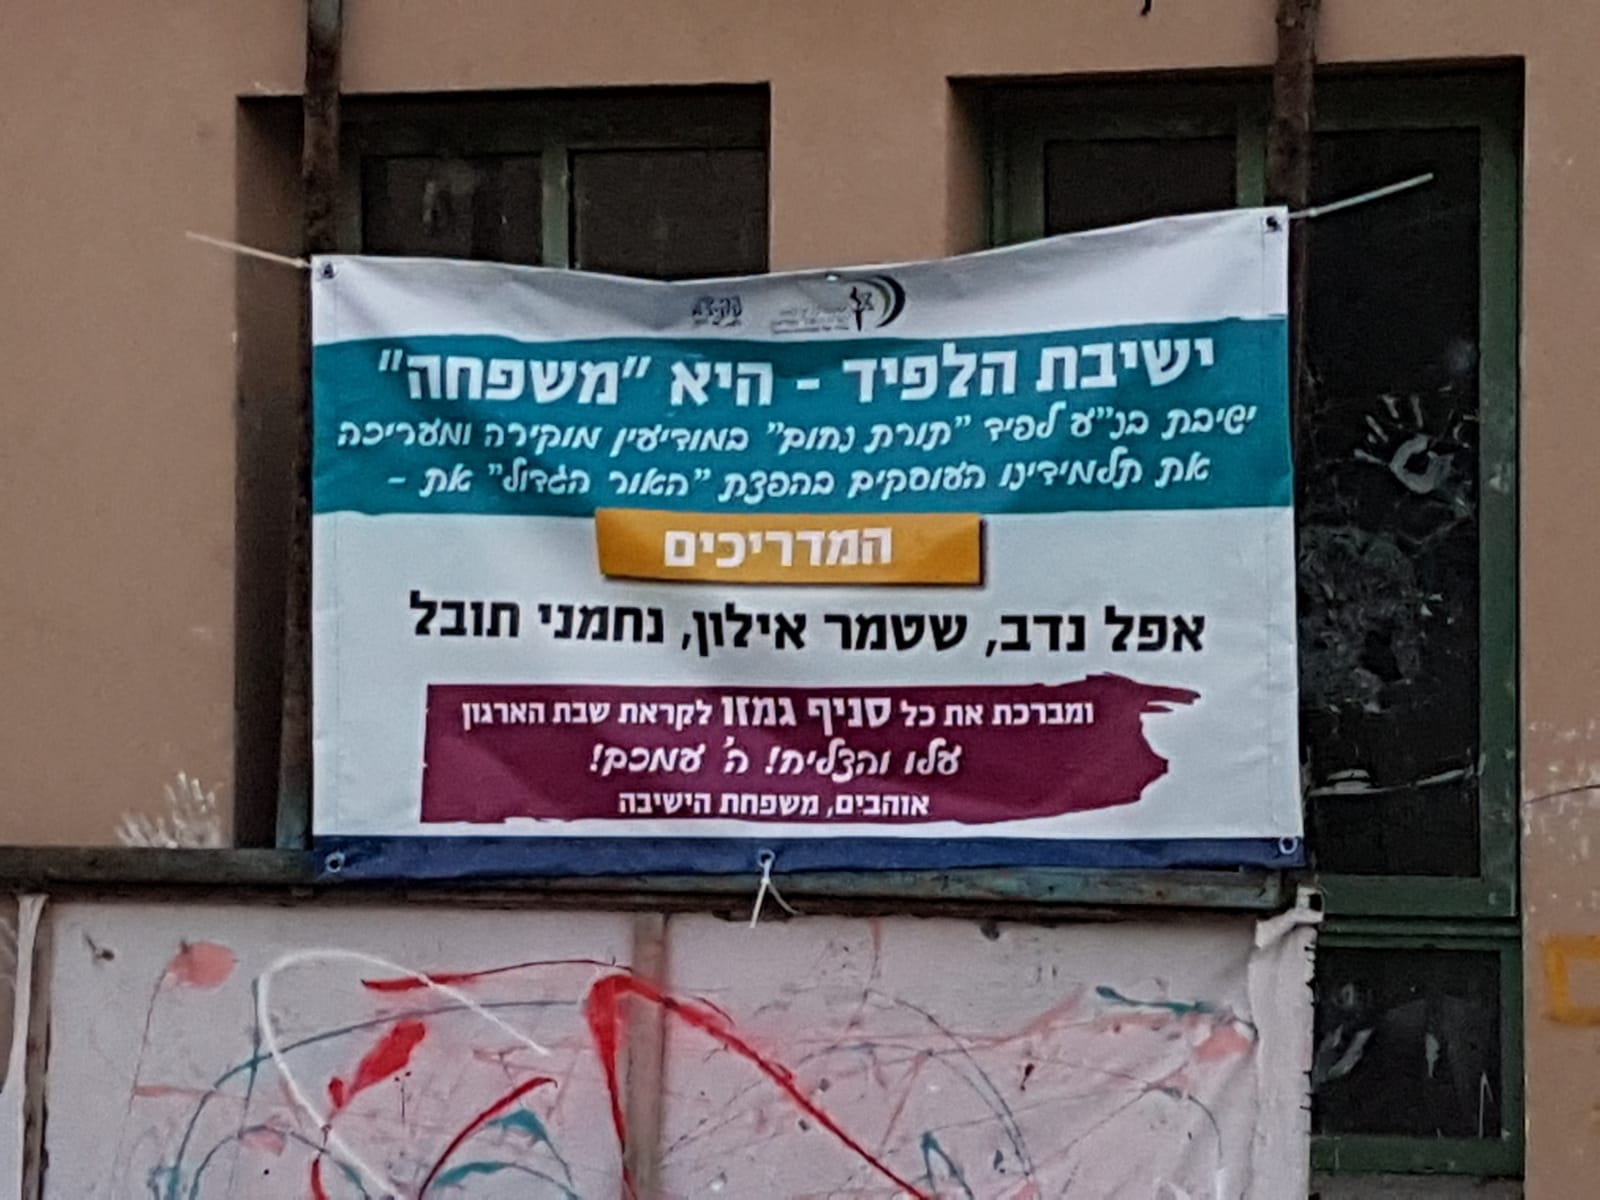 ישיבת הלפיד - היא "משפחה"
ישיבת בנ"ע לפיד "תורת נחום" במודיעין מוקירה ומעריכה
את תלמידינו העוסקים בהפצת "האור הגדול" את -
המדריכים
אפל נדב, שטמר אילון, נחמני תובל
ומברכת את כל סניף גמזו לקראת שבת הארגון
עלו והצליחו! ה' עמכם!
אוהבים, משפחת הישיבה